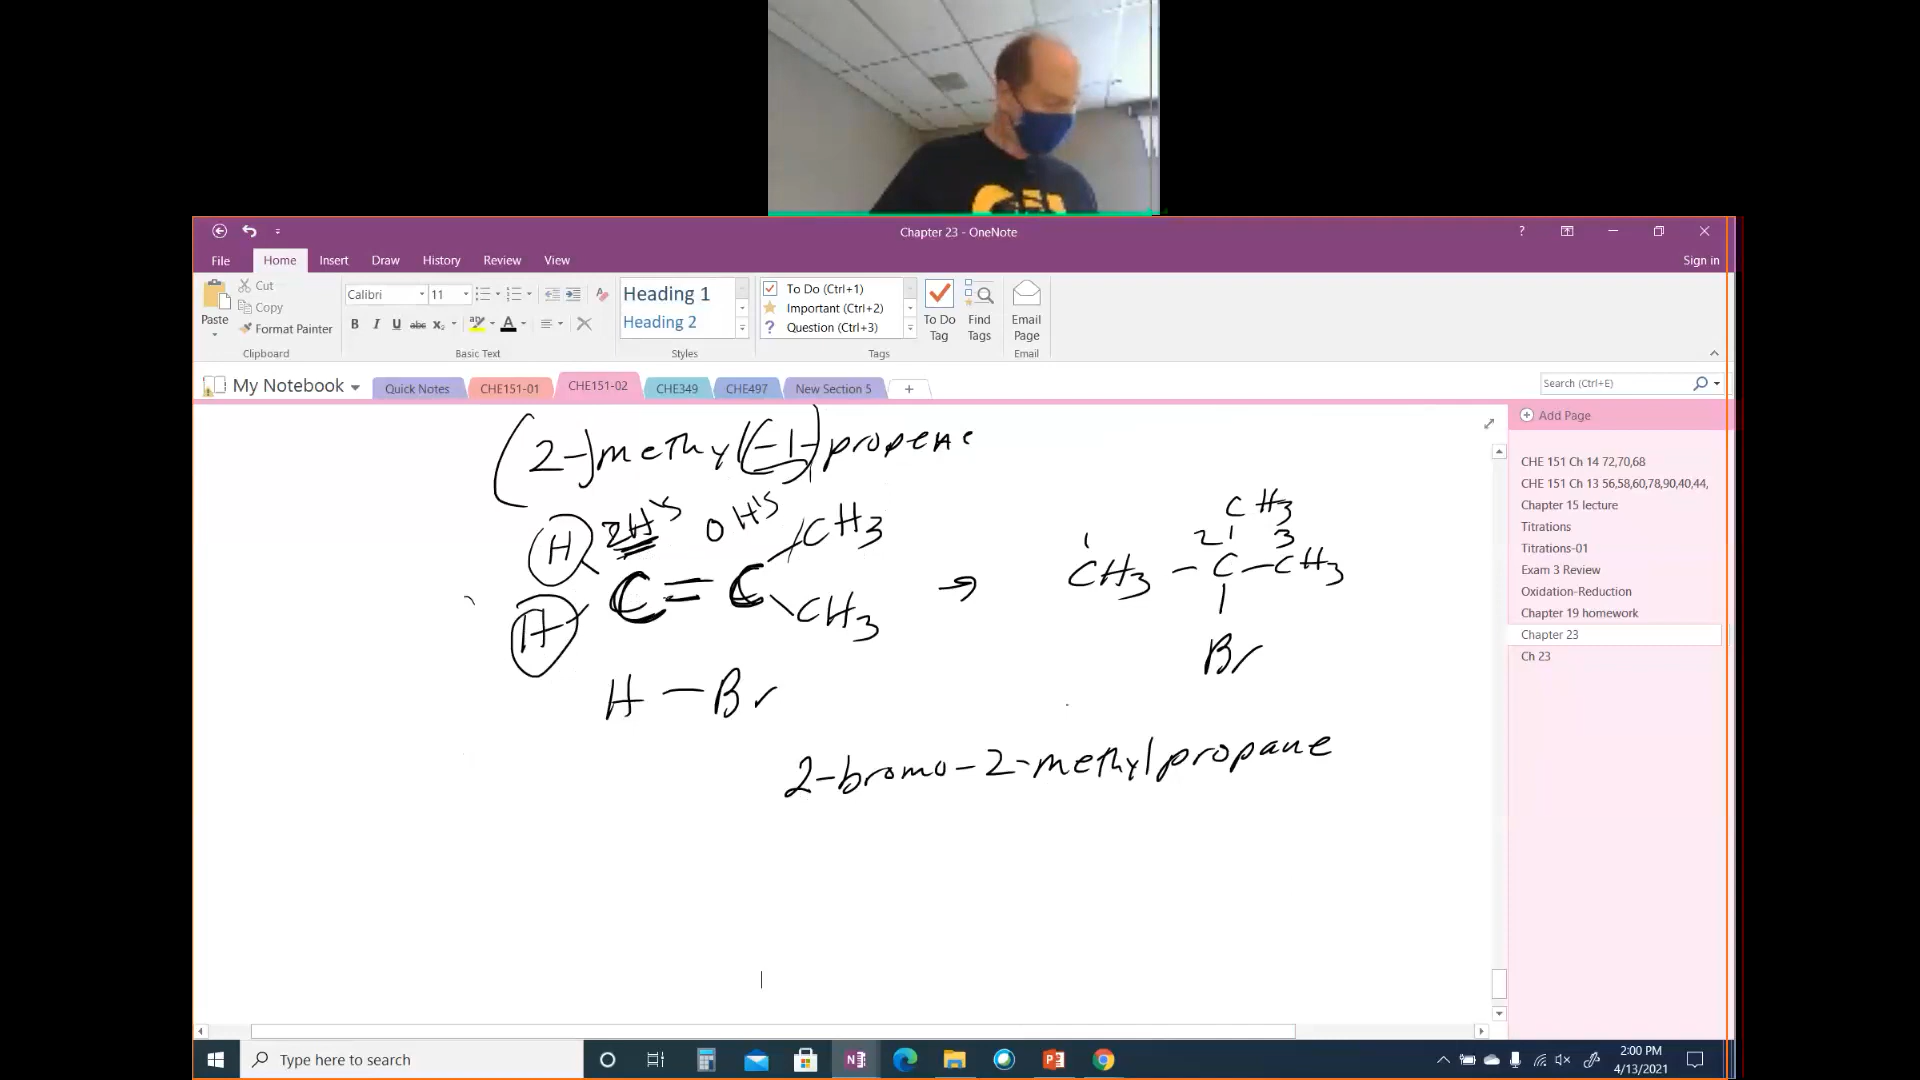 Chapter 23 - OneNote
?
File Home Insert Draw History Review View
Sign in
Paste
Cut
Copy
Format Painter
Clipboard
Calibri 11
B I U abc X₂ A
Basic Text
Heading 1
Heading 2
Styles
To Do (Ctrl+1)
Important (Ctrl+2)
Question (Ctrl+3)
Tags
To Do Tag
Find Tags
Email Page
Email
My Notebook
Quick Notes CHE151-01 CHE151-02 CHE349 CHE497 New Section 5 +
Search (Ctrl+E)
(2-)methyl(-1-)propene
H 2H's 0 H's CH3
C = C
H CH3
→
H - Br
CH3
1 2 3
CH3 - C - CH3
Br
2-bromo-2-methylpropane
Add Page
CHE 151 Ch 14 72,70,68
CHE 151 Ch 13 56,58,60,78,90,40,44,
Chapter 15 lecture
Titrations
Titrations-01
Exam 3 Review
Oxidation-Reduction
Chapter 19 homework
Chapter 23
Ch 23
Type here to search
2:00 PM
4/13/2021